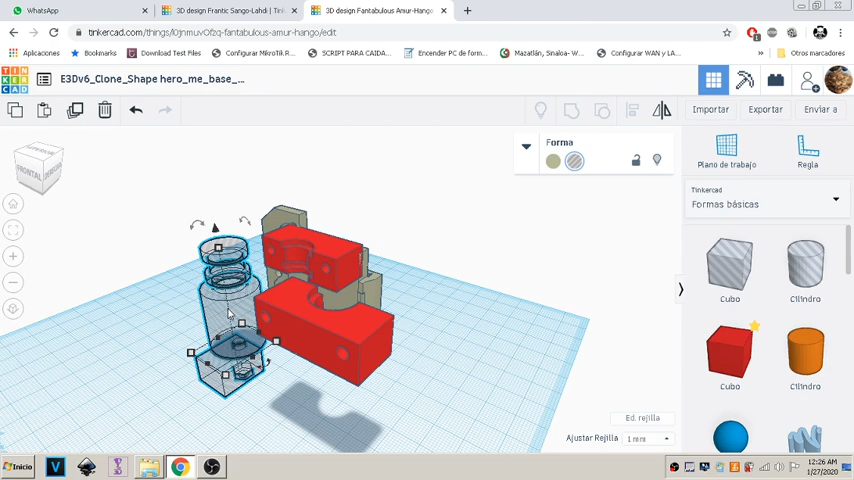 WhatsApp
3D design Frantic Sango-Lahdi | Tink
3D design Fantabulous Amur-Hango
tinkercad.com/things/l0jnmuvOfzq-fantabulous-amur-hango/edit
Aplicaciones
Bookmarks
Download Test Files
Configurar MikroTiK R
SCRIPT PARA CAIDA...
Encender PC de form...
Mazatlán, Sinaloa- W...
Configurar WAN y LA...
»
Otros marcadores
TIN
KER
CAD
E3Dv6_Clone_Shape hero_me_base_...
Importar
Exportar
Enviar a
Forma
FRONTAL
Plano de trabajo
Regla
Tinkercad
Formas básicas
Cubo
Cilindro
Cubo
Cilindro
Ed. rejilla
Ajustar Rejilla
1 mm
Inicio
12:26 AM
1/27/2020